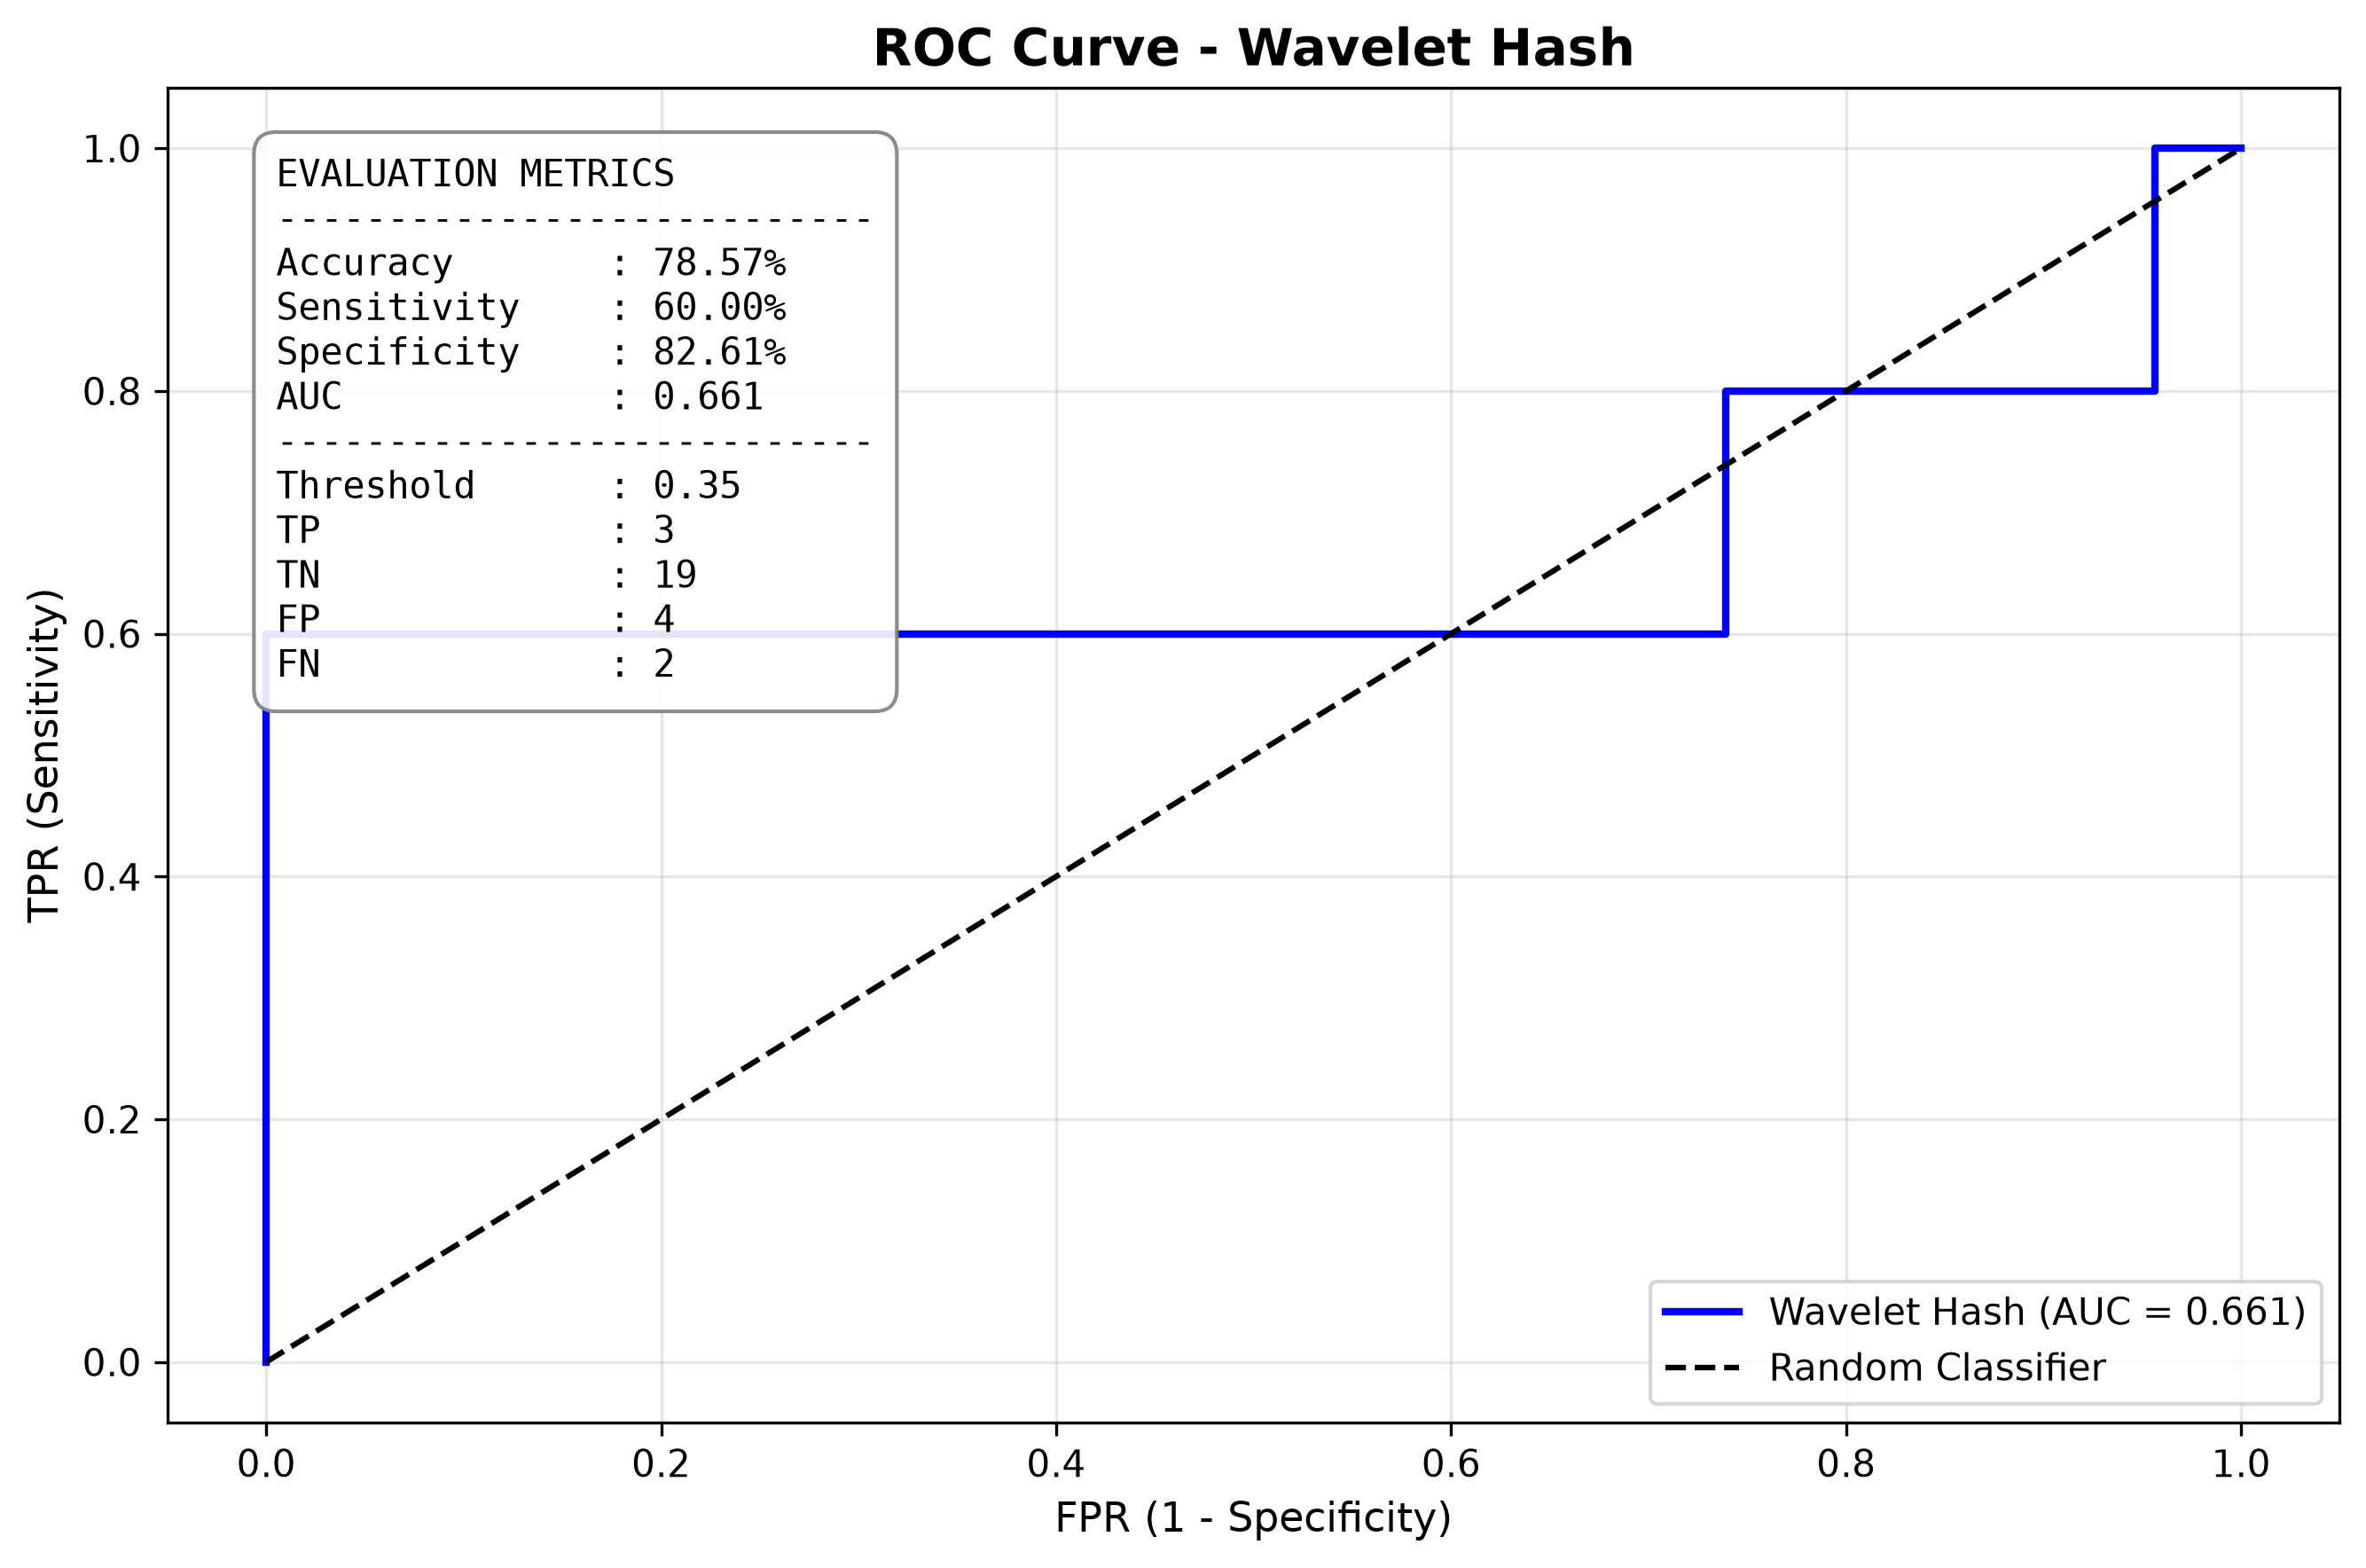 ROC Curve - Wavelet Hash
1.0
0.8
0.6
0.4
0.2
0.0
TPR (Sensitivity)
EVALUATION METRICS
---------------------------
Accuracy : 78.57%
Sensitivity : 60.00%
Specificity : 82.61%
AUC : 0.661
---------------------------
Threshold : 0.35
TP : 3
TN : 19
FP : 4
FN : 2
Wavelet Hash (AUC = 0.661)
Random Classifier
0.0 0.2 0.4 0.6 0.8 1.0
FPR (1 - Specificity)